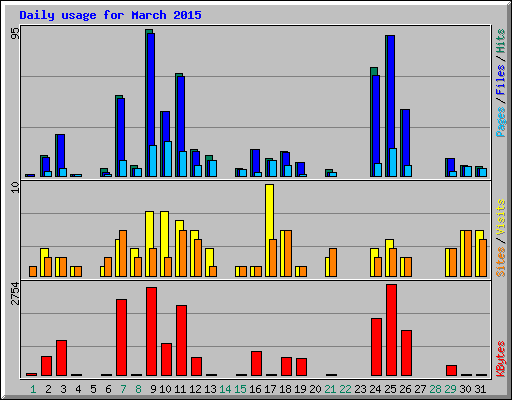 Daily usage for March 2015
95
Pages / Files / Hits
10
Sites / Visits
2754
KBytes
1 2 3 4 5 6 7 8 9 10 11 12 13 14 15 16 17 18 19 20 21 22 23 24 25 26 27 28 29 30 31